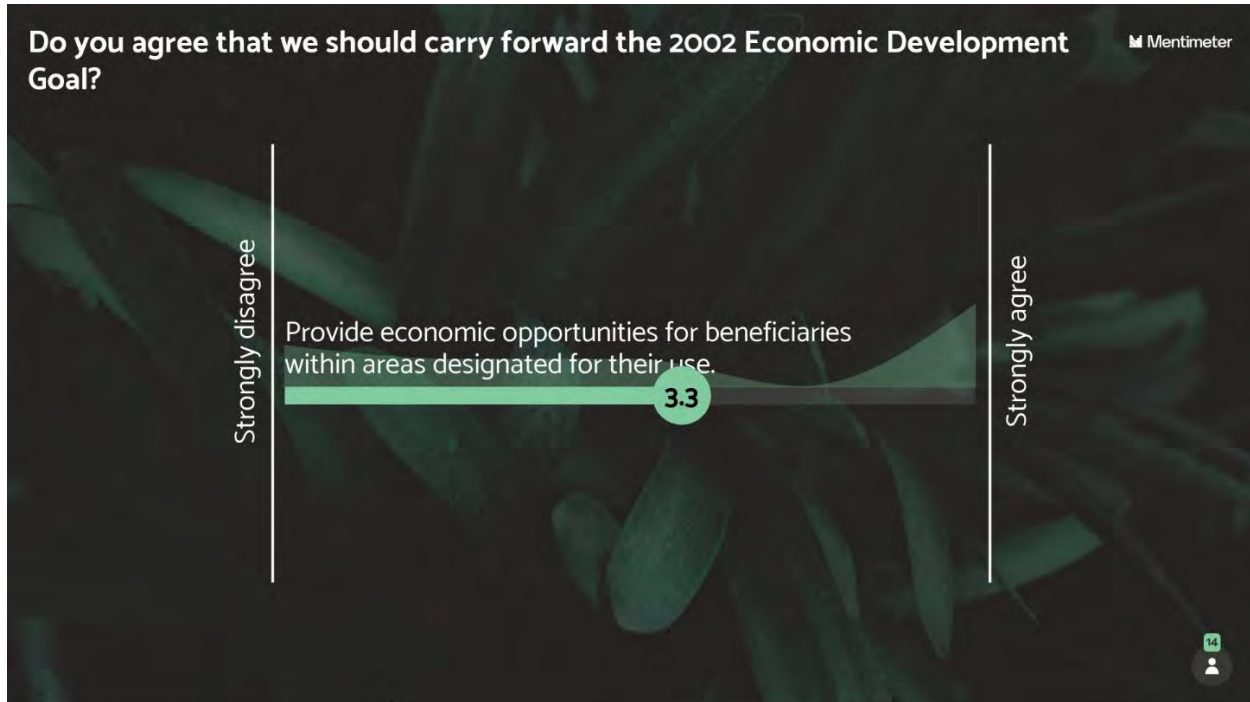 Do you agree that we should carry forward the 2002 Economic Development
Goal?
Mentimeter
Strongly disagree
Provide economic opportunities for beneficiaries
within areas designated for their use.
3.3
Strongly agree
14